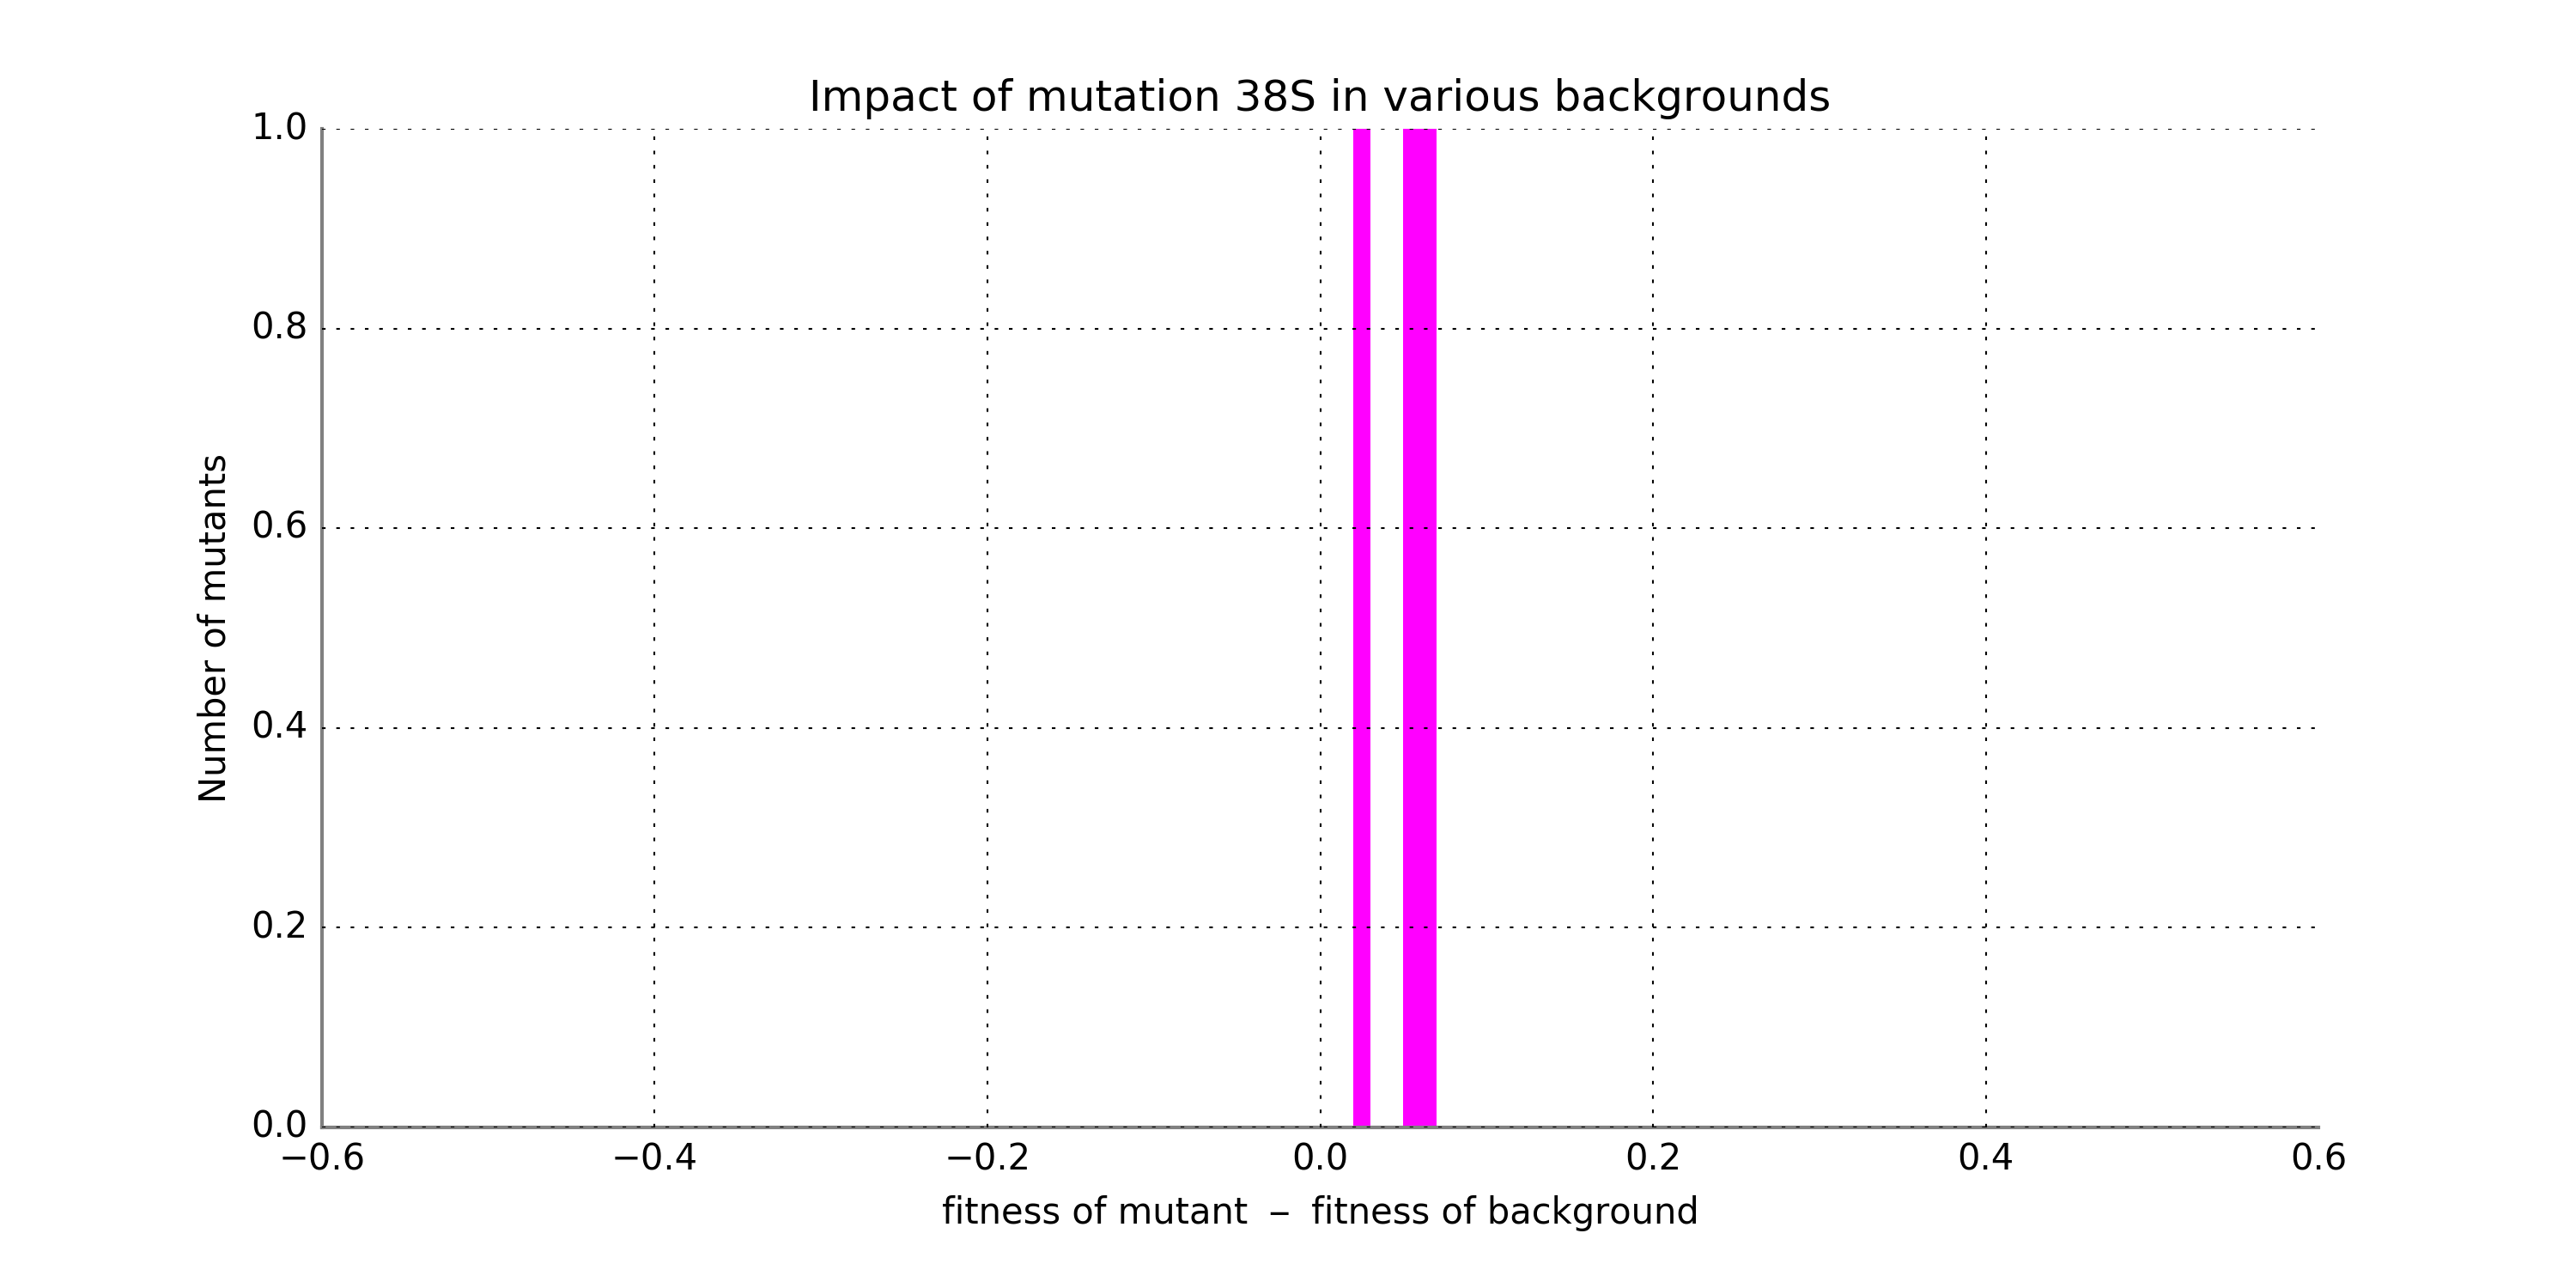 Impact of mutation 38S in various backgrounds
1.0
0.8
0.6
0.4
0.2
0.0
Number of mutants
−0.6 −0.4 −0.2 0.0 0.2 0.4 0.6
fitness of mutant − fitness of background